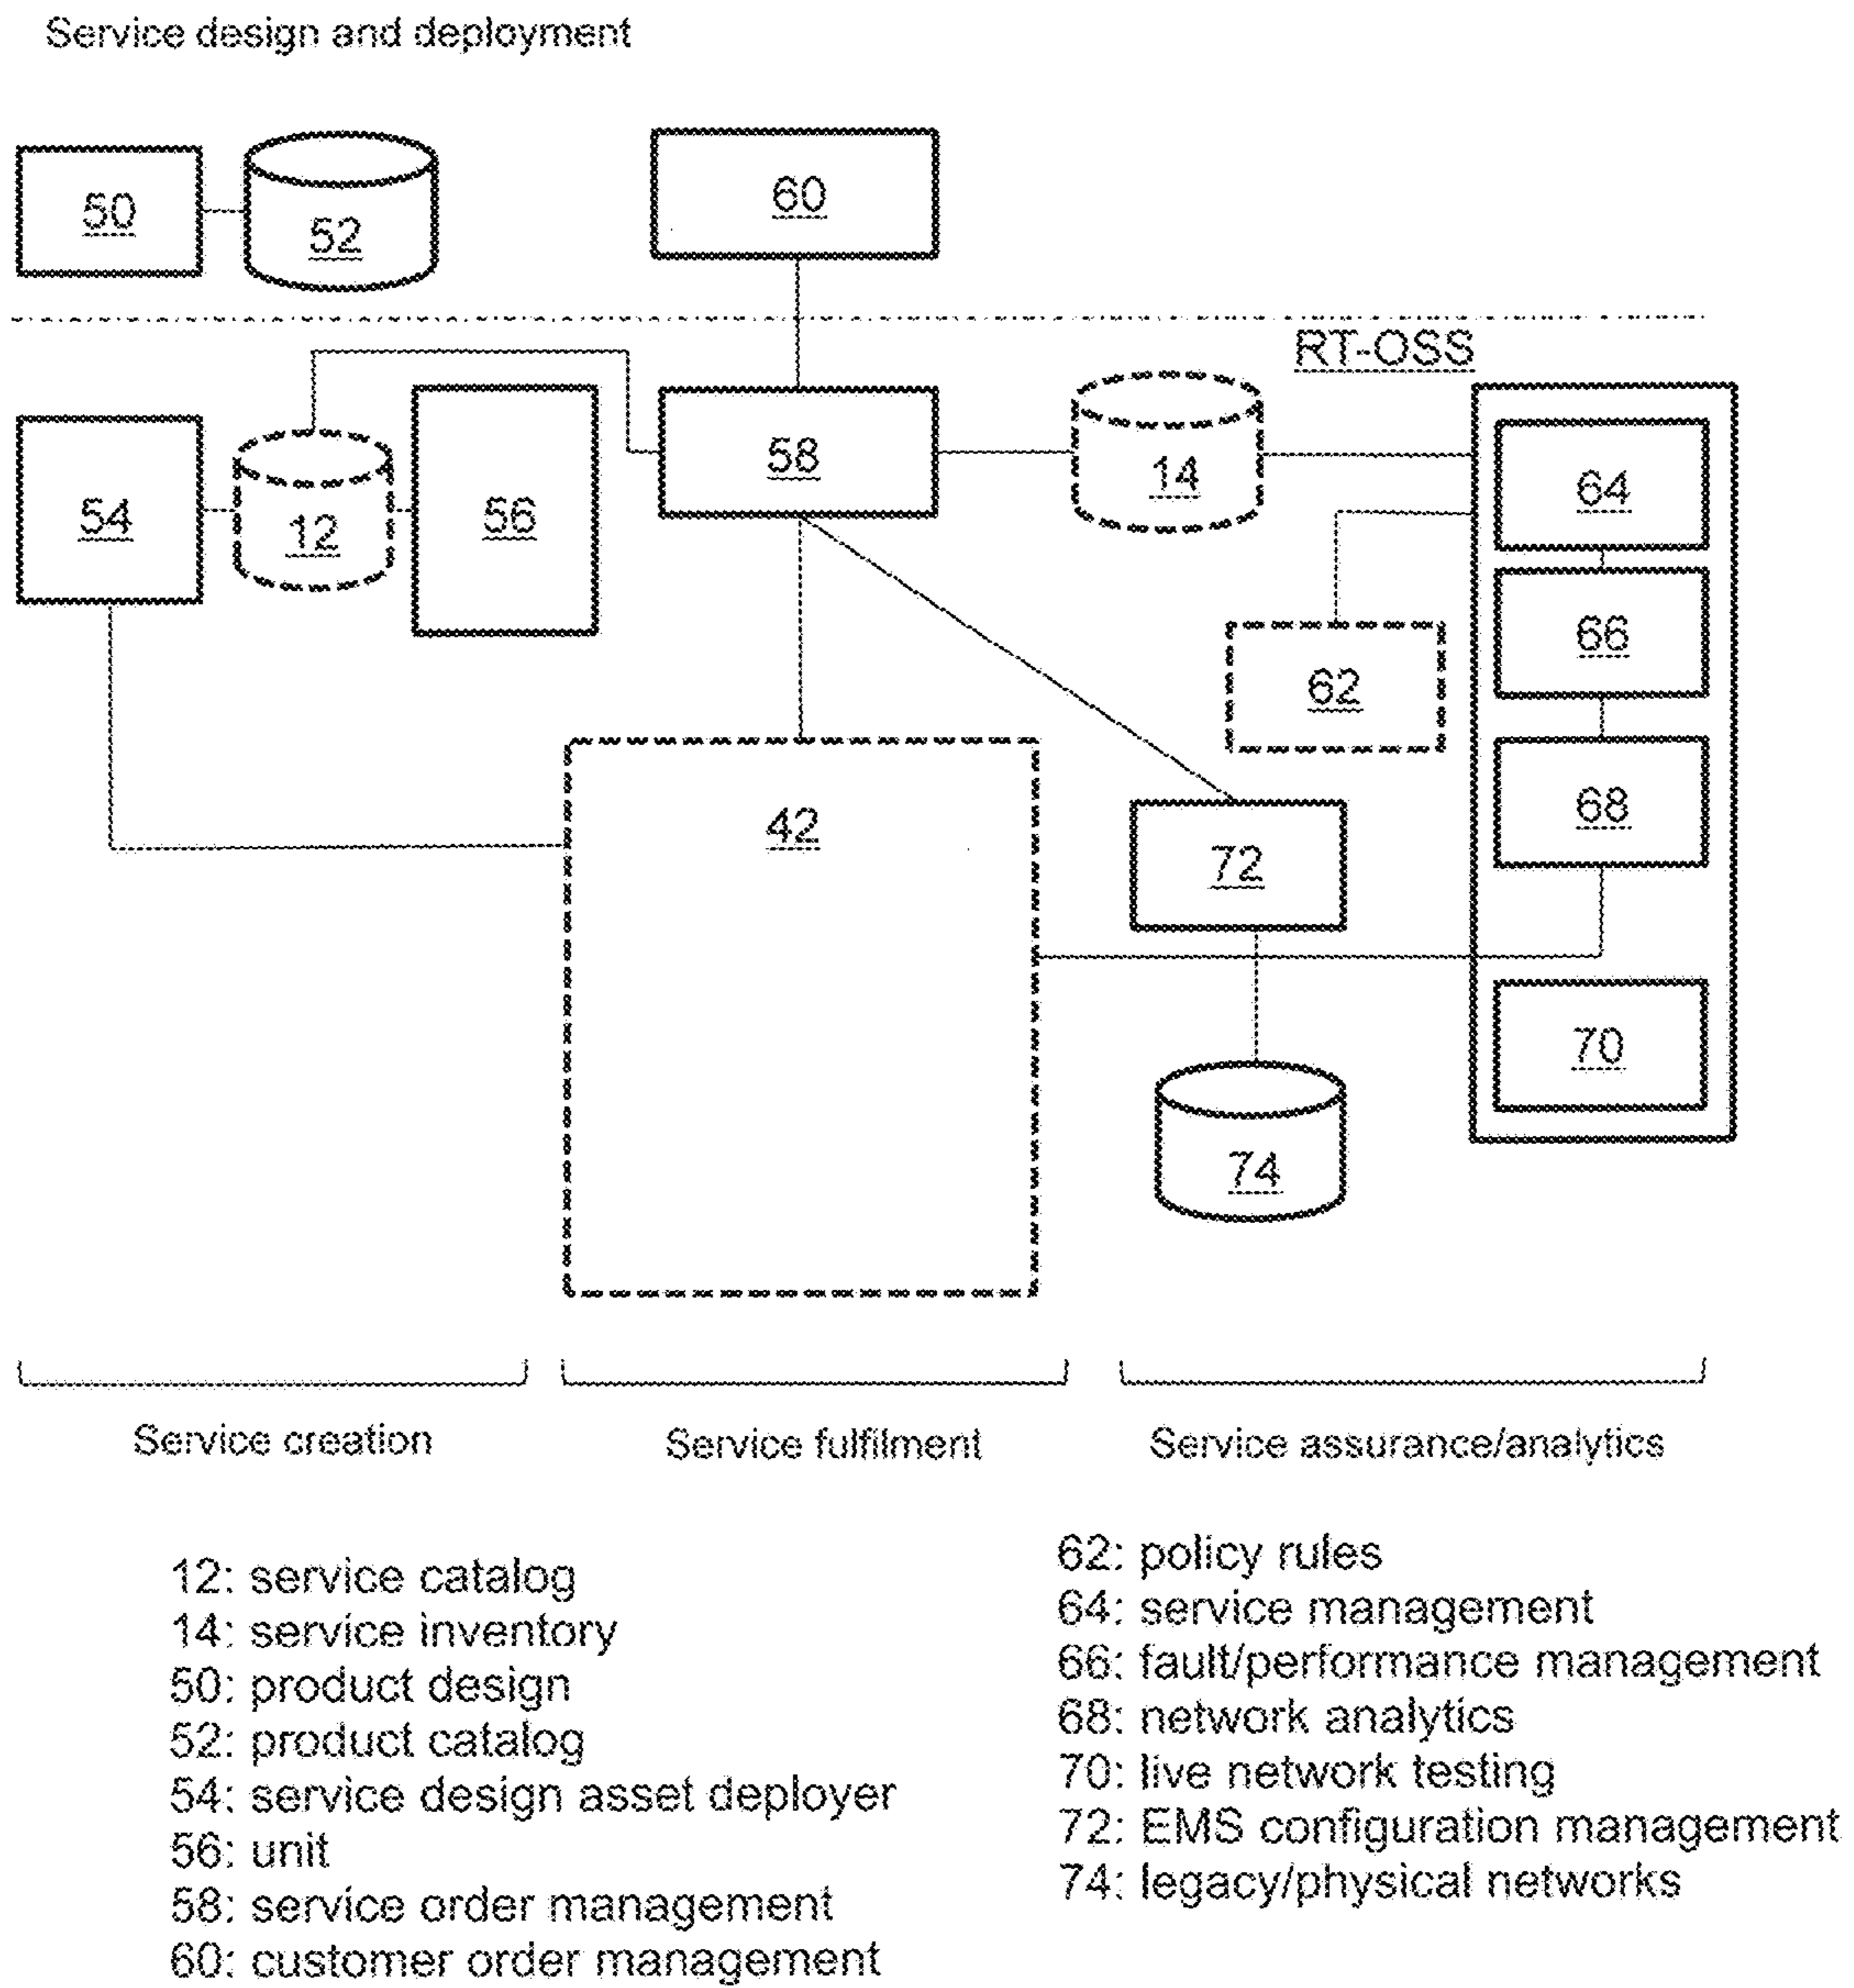 Service design and deployment
50
52
60
RT-OSS
54
12
56
58
14
64
62
66
42
72
68
70
74
Service creation
Service fulfilment
Service assurance/analytics
12: service catalog
14: service inventory
50: product design
52: product catalog
54: service design asset deployer
56: unit
58: service order management
60: customer order management
62: policy rules
64: service management
66: fault/performance management
68: network analytics
70: live network testing
72: EMS configuration management
74: legacy/physical networks